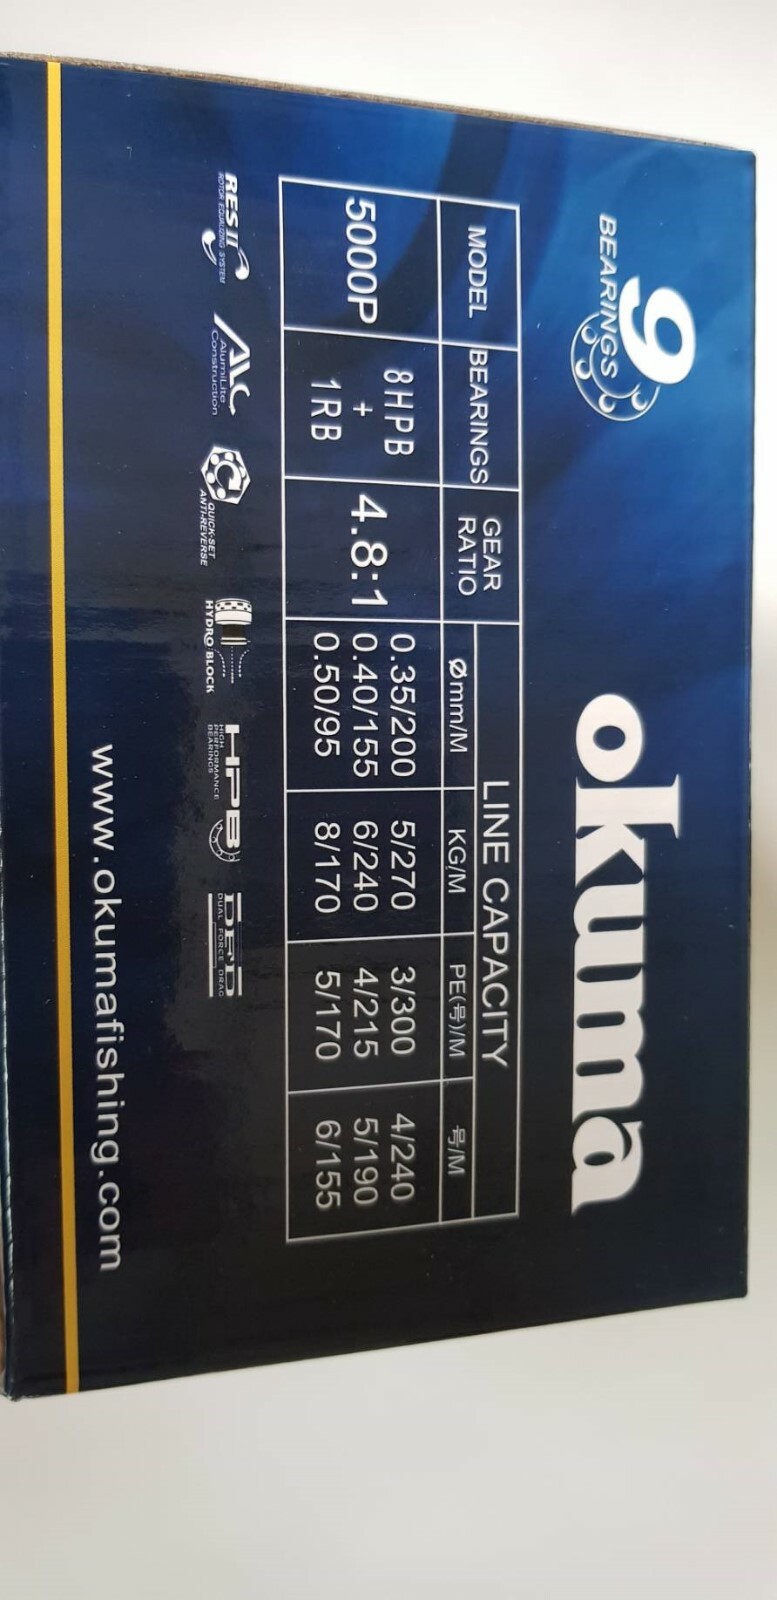 9
BEARINGS
okuma
MODEL BEARINGS GEAR RATIO LINE CAPACITY
Ømm/M KG/M PE(号)/M 号/M
5000P 8HPB + 1RB 4.8:1
0.35/200 5/270 3/300 4/240
0.40/155 6/240 4/215 5/190
0.50/95 8/170 5/170 6/155
RES II
ROTOR EQUALIZING SYSTEM
ALC
AlumiLite
Construction
QUICK-SET
ANTI-REVERSE
HYDRO BLOCK
HPB
HIGH
PERFORMANCE
BEARINGS
DFD
DUAL FORCE DRAG
www.okumafishing.com